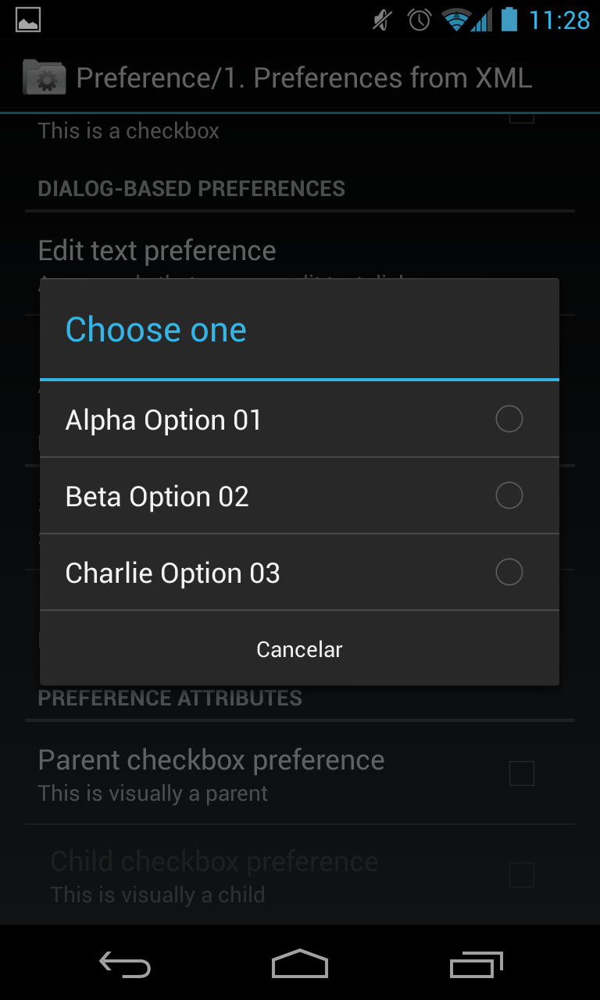 11:28
Preference/1. Preferences from XML
This is a checkbox
DIALOG-BASED PREFERENCES
Edit text preference
Choose one
Alpha Option 01
Beta Option 02
Charlie Option 03
Cancelar
PREFERENCE ATTRIBUTES
Parent checkbox preference
This is visually a parent
Child checkbox preference
This is visually a child